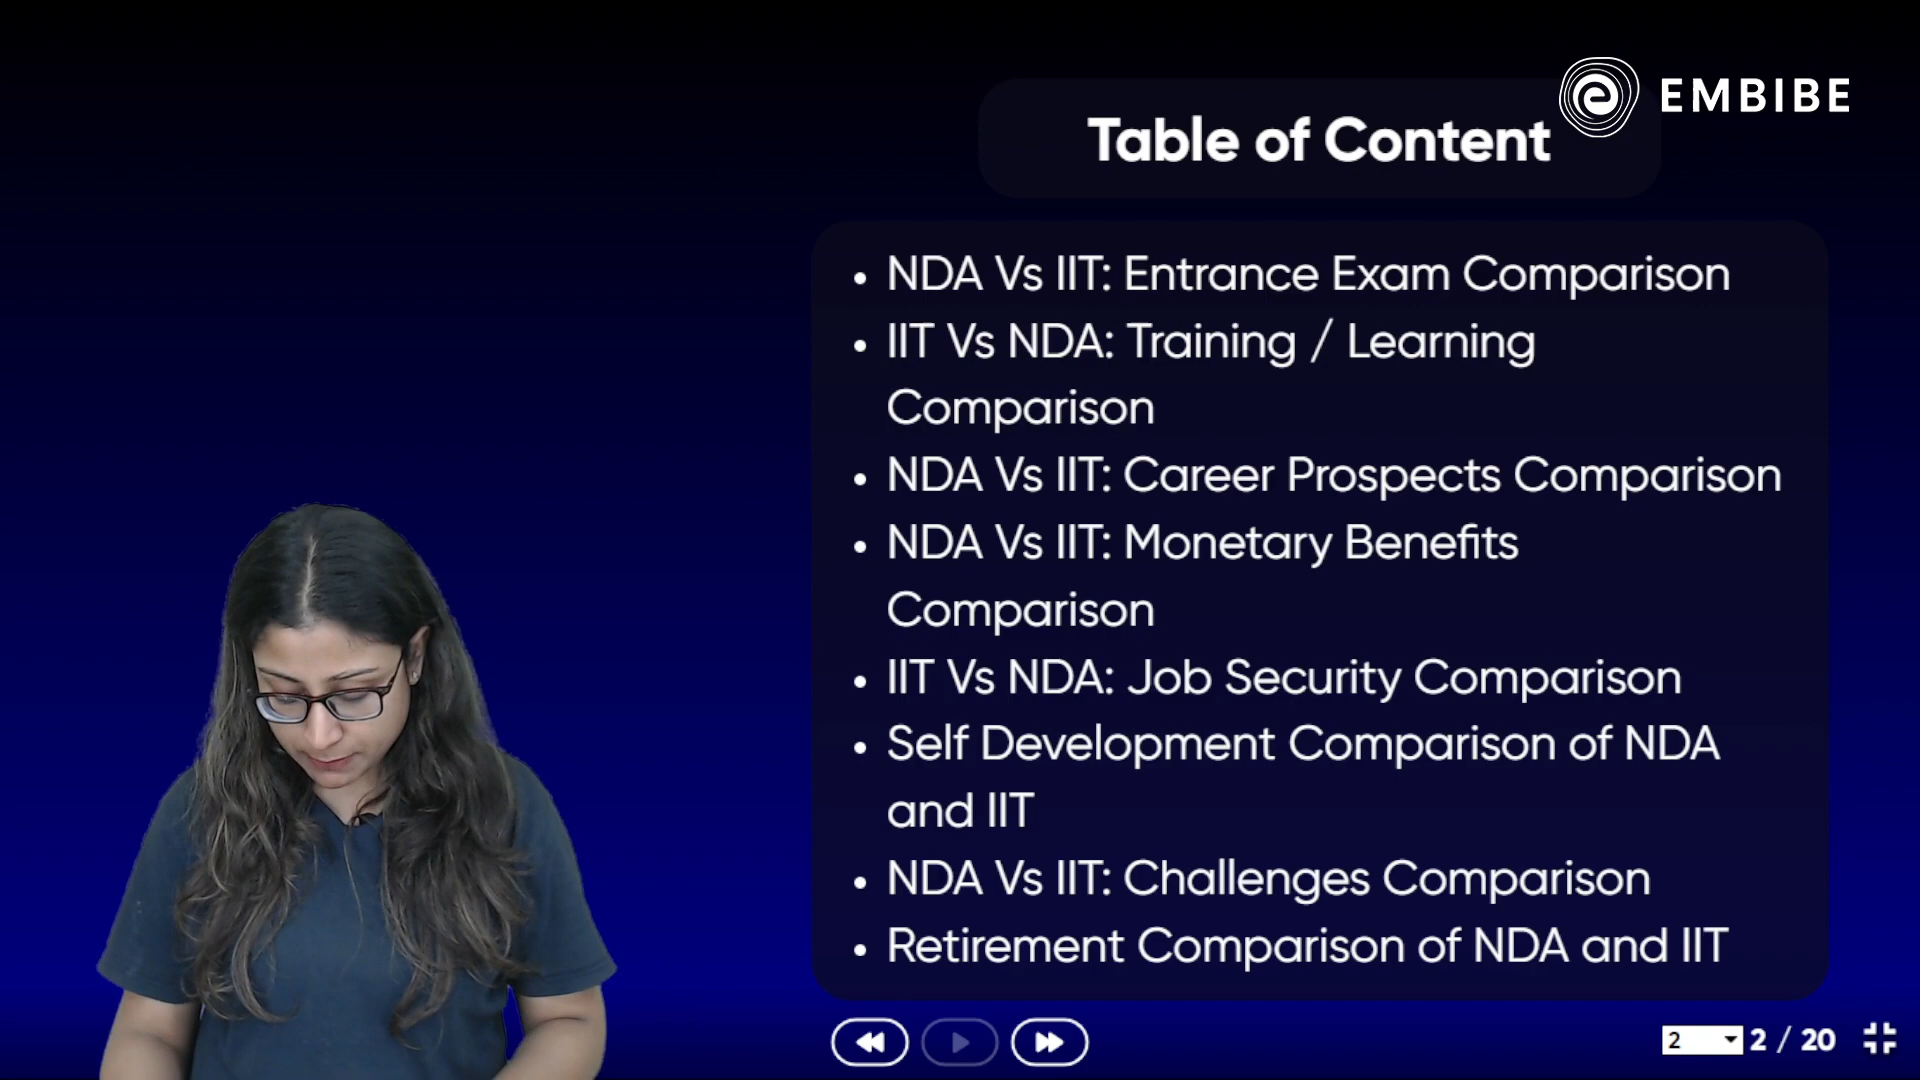 EMBIBE
Table of Content
• NDA Vs IIT: Entrance Exam Comparison
• IIT Vs NDA: Training / Learning
Comparison
• NDA Vs IIT: Career Prospects Comparison
• NDA Vs IIT: Monetary Benefits
Comparison
• IIT Vs NDA: Job Security Comparison
• Self Development Comparison of NDA
and IIT
• NDA Vs IIT: Challenges Comparison
• Retirement Comparison of NDA and IIT
2 2 / 20